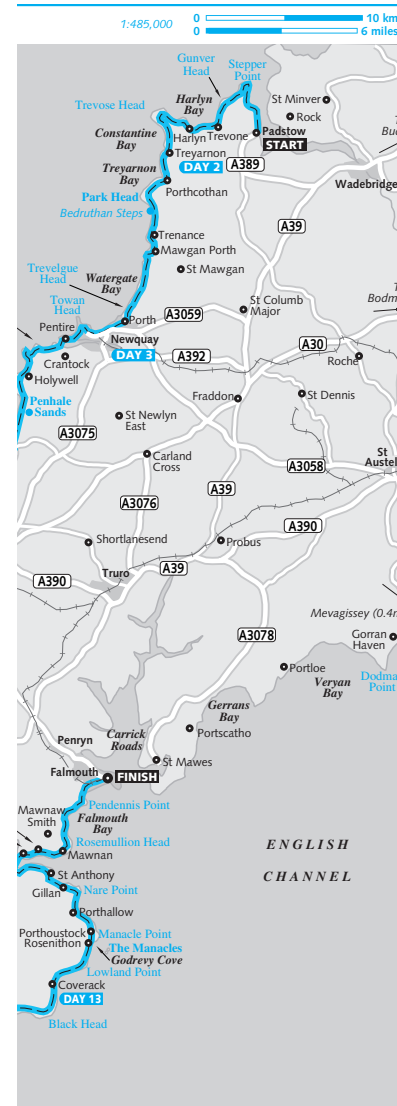 1:485,000
0 10 km
0 6 miles
Gunver
Head
Stepper
Point
Trevose Head
Harlyn
Bay
St Minver
Rock
Constantine
Bay
Harlyn
Trevone
Padstow
START
Treyarnon
DAY 2
A389
Treyarnon
Bay
Wadebridge
Porthcothan
Park Head
Bedruthan Steps
A39
Trenance
Mawgan Porth
St Mawgan
Trevelgue
Head
Watergate
Bay
Towan
Head
St Columb
Major
Pentire
Porth
A3059
Newquay
A30
DAY 3
A392
Roche
Crantock
Holywell
Fraddon
St Dennis
Penhale
Sands
St Newlyn
East
A3075
Carland
Cross
A3058
St
Austel
A39
A3076
A390
Shortlanesend
Probus
A390
Truro
A39
Mevagissey (0.4
A3078
Gorran
Haven
Portloe
Veryan
Bay
Dodma
Point
Gerrans
Bay
Carrick
Roads
Portscatho
Penryn
St Mawes
Falmouth
FINISH
Pendennis Point
Mawnan
Smith
Falmouth
Bay
Rosemullion Head
Mawnan
ENGLISH
CHANNEL
St Anthony
Gillan
Nare Point
Porthallow
Porthoustock
Manacle Point
Rosenithon
The Manacles
Godrevy Cove
Lowland Point
Coverack
DAY 13
Black Head